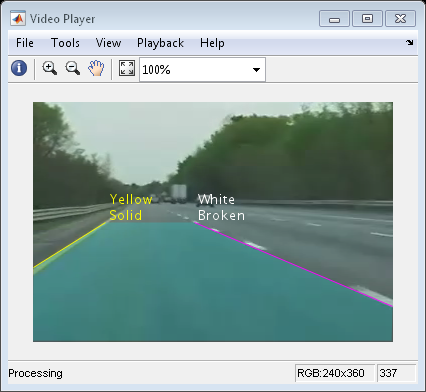 Video Player
File Tools View Playback Help
100%
Yellow White
Solid Broken
Processing RGB:240x360 337